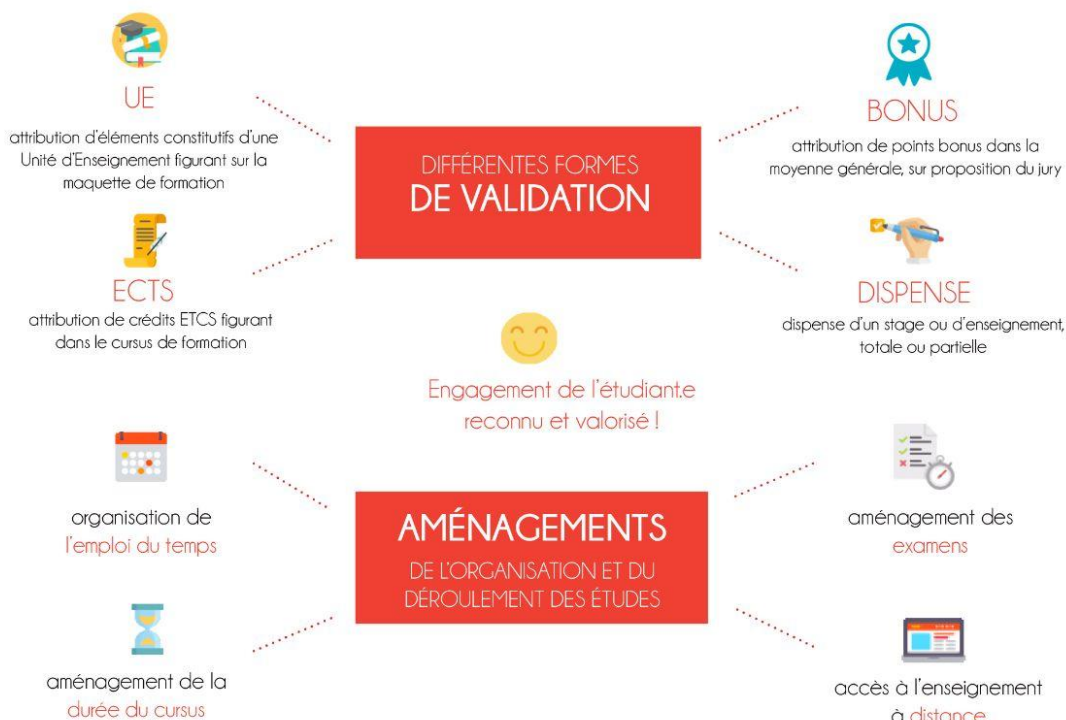 UE
attribution d'éléments constitutifs d'une
Unité d'Enseignement figurant sur la
maquette de formation
ECTS
attribution de crédits ETCS figurant
dans le cursus de formation
DIFFÉRENTES FORMES
DE VALIDATION
BONUS
attribution de points bonus dans la
moyenne générale, sur proposition du jury
DISPENSE
dispense d'un stage ou d'enseignement,
totale ou partielle
Engagement de l'étudiant.e
reconnu et valorisé !
organisation de
l'emploi du temps
aménagement de la
durée du cursus
AMÉNAGEMENTS
DE L'ORGANISATION ET DU
DÉROULEMENT DES ÉTUDES
aménagement des
examens
accès à l'enseignement
à distance